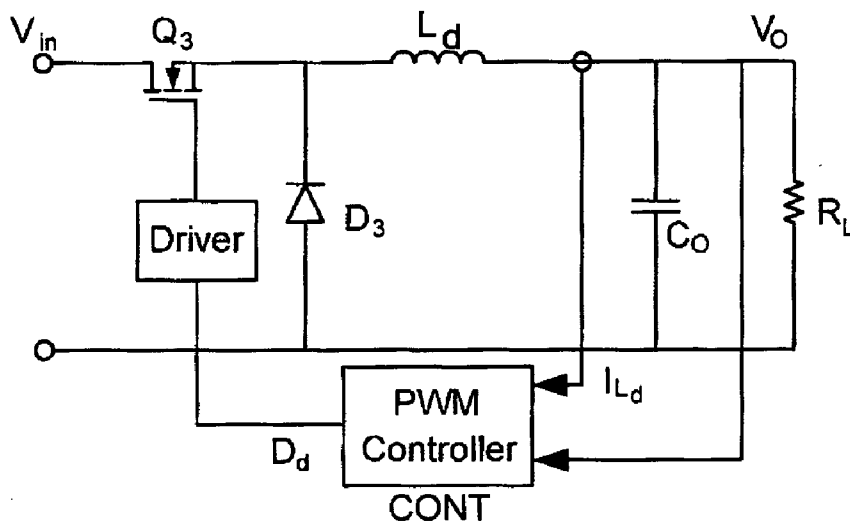 Vin
Q3
Ld
VO
Driver
D3
CO
RL
PWM
Controller
ILd
Dd
CONT